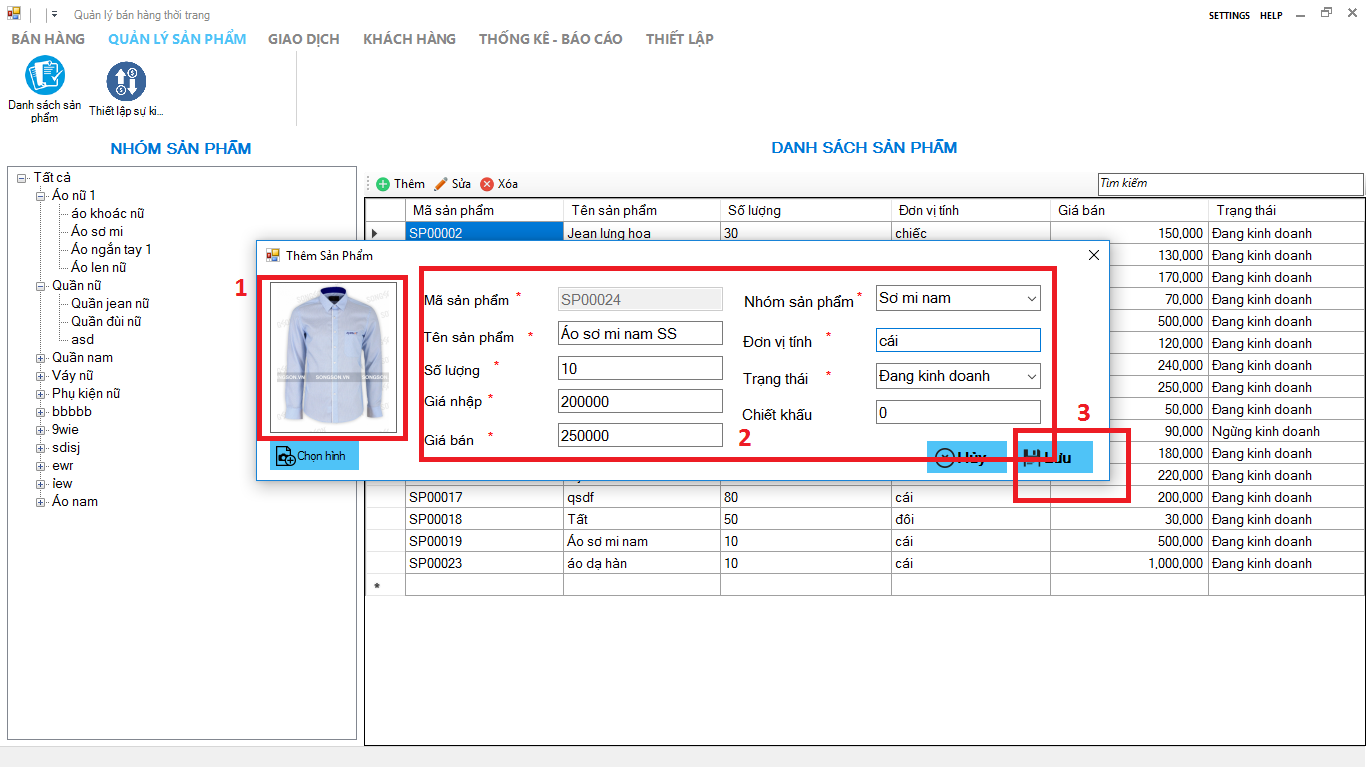 Quản lý bán hàng thời trang
SETTINGS HELP
BÁN HÀNG QUẢN LÝ SẢN PHẨM GIAO DỊCH KHÁCH HÀNG THỐNG KÊ - BÁO CÁO THIẾT LẬP
Danh sách sản phẩm
Thiết lập sự ki...
NHÓM SẢN PHẨM
Tất cả
Áo nữ 1
áo khoác nữ
Áo sơ mi
Áo ngắn tay 1
Áo len nữ
Quần nữ
Quần jean nữ
Quần đùi nữ
asd
Quần nam
Váy nữ
Phụ kiện nữ
bbbbb
9wie
sdisj
ewr
iew
Áo nam
DANH SÁCH SẢN PHẨM
Thêm Sửa Xóa
Tìm kiếm
Mã sản phẩm Tên sản phẩm Số lượng Đơn vị tính Giá bán Trạng thái
SP00002 Jean lưng hoa 30 chiếc 150,000 Đang kinh doanh
130,000 Đang kinh doanh
170,000 Đang kinh doanh
70,000 Đang kinh doanh
500,000 Đang kinh doanh
120,000 Đang kinh doanh
240,000 Đang kinh doanh
250,000 Đang kinh doanh
50,000 Đang kinh doanh
90,000 Ngừng kinh doanh
180,000 Đang kinh doanh
220,000 Đang kinh doanh
SP00017 qsdf 80 cái 200,000 Đang kinh doanh
SP00018 Tất 50 đôi 30,000 Đang kinh doanh
SP00019 Áo sơ mi nam 10 cái 500,000 Đang kinh doanh
SP00023 áo dạ hàn 10 cái 1,000,000 Đang kinh doanh
*
Thêm Sản Phẩm
1
SONGSON.VN
Chọn hình
Mã sản phẩm * SP00024
Tên sản phẩm * Áo sơ mi nam SS
Số lượng * 10
Giá nhập * 200000
Giá bán * 250000
Nhóm sản phẩm * Sơ mi nam
Đơn vị tính * cái
Trạng thái * Đang kinh doanh
Chiết khấu 0
2
3
Hủy
Lưu